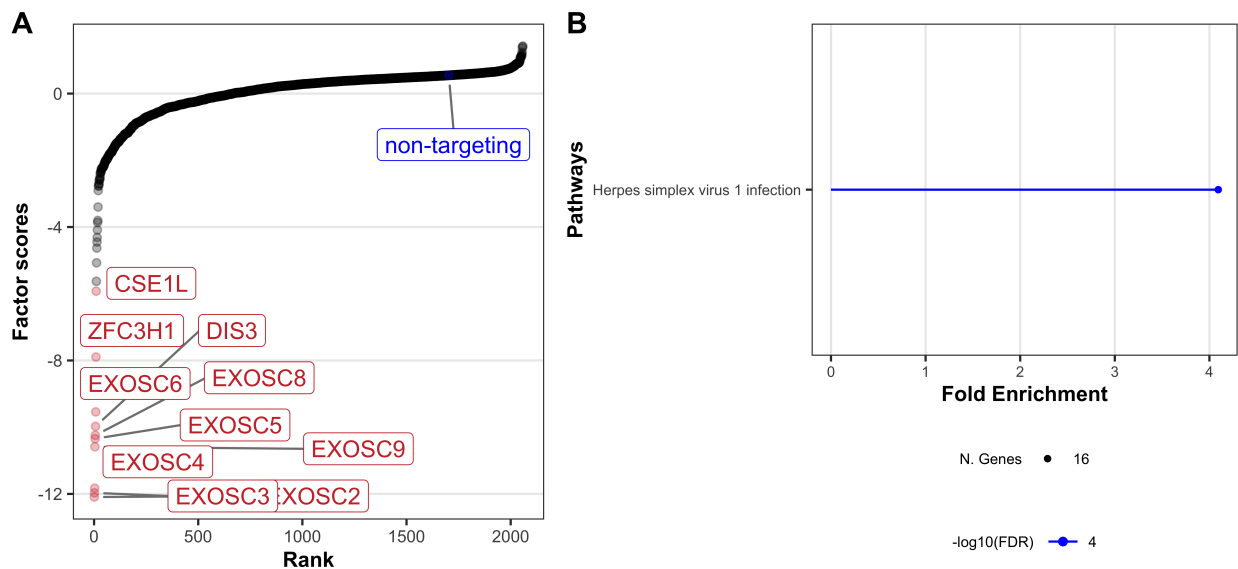 A
B
Factor scores
0
-4
-8
-12
non-targeting
CSE1L
ZFC3H1
DIS3
EXOSC6
EXOSC8
EXOSC5
EXOSC9
EXOSC4
EXOSC3
EXOSC2
0
500
1000
1500
2000
Rank
Pathways
Herpes simplex virus 1 infection
0
1
2
3
4
Fold Enrichment
N. Genes
16
-log10(FDR)
4